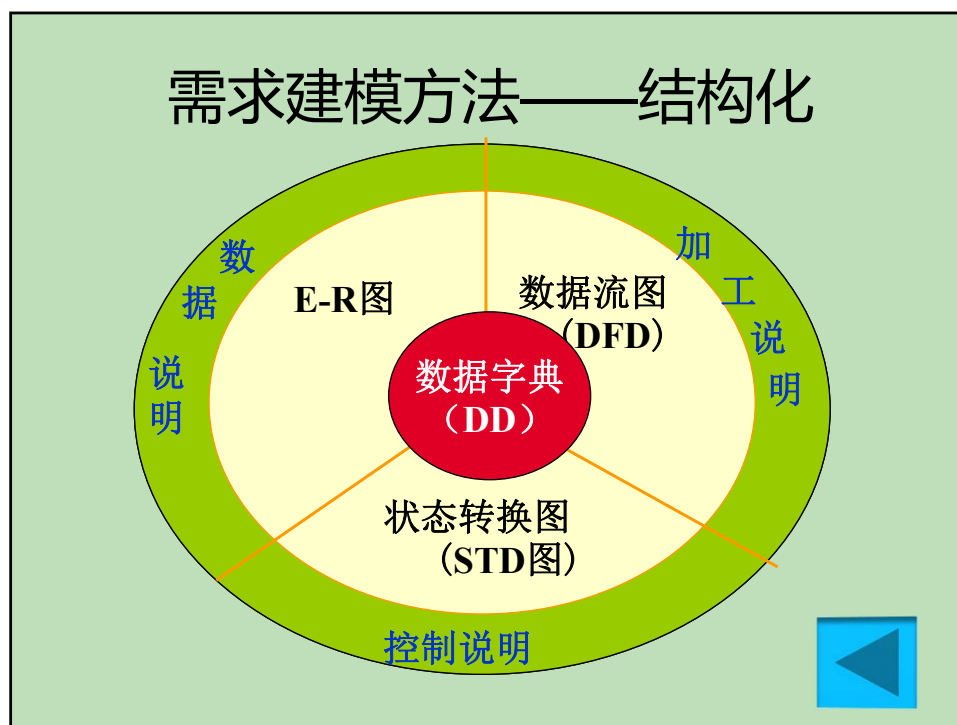 需求建模方法——结构化
数据说明
E-R图
数据流图
(DFD)
加工说明
数据字典
（DD）
状态转换图
(STD图)
控制说明